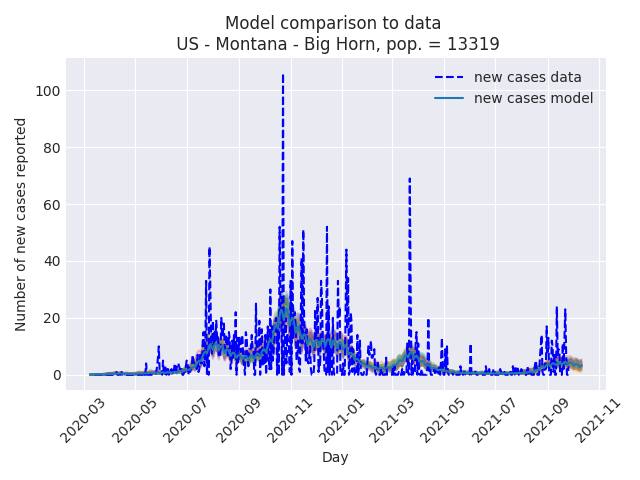 Model comparison to data
US - Montana - Big Horn, pop. = 13319
new cases data
new cases model
Number of new cases reported
100
80
60
40
20
0
2020-03
2020-05
2020-07
2020-09
2020-11
2021-01
2021-03
2021-05
2021-07
2021-09
2021-11
Day